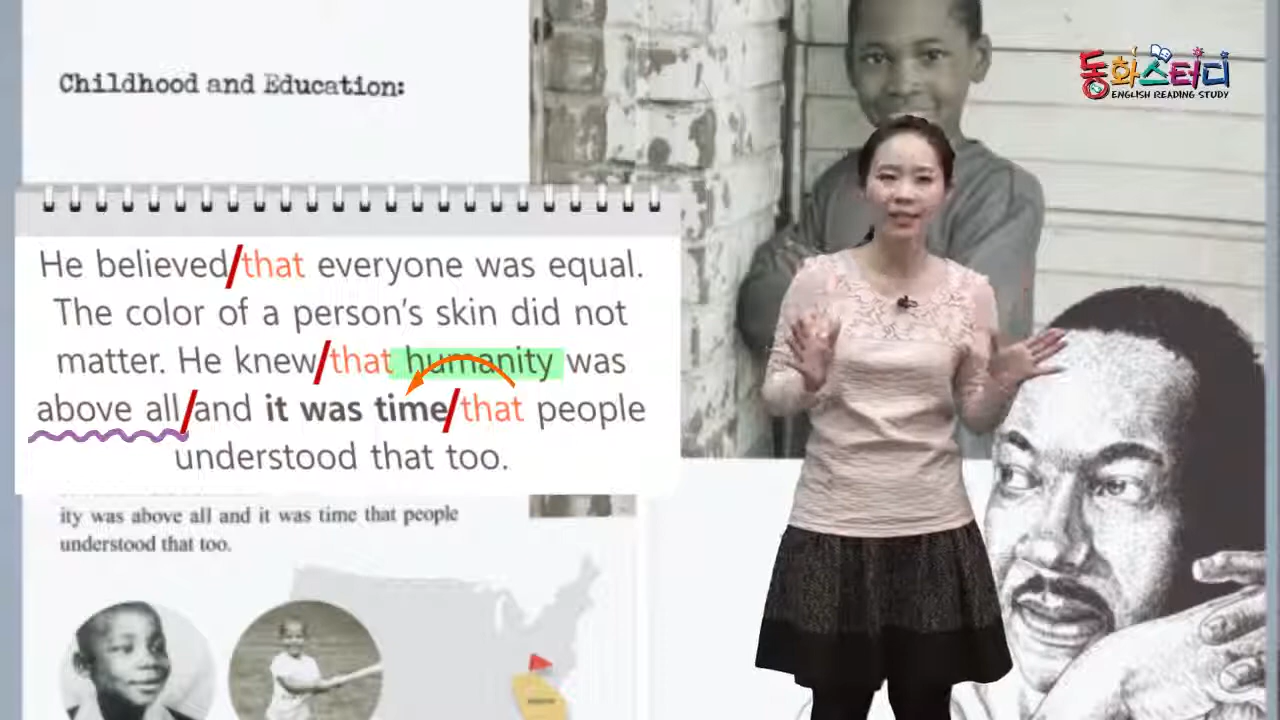 Childhood and Education:
동화스터디
ENGLISH READING STUDY
He believed/that everyone was equal.
The color of a person's skin did not
matter. He knew/that humanity was
above all/and it was time/that people
understood that too.
ity was above all and it was time that people
understood that too.